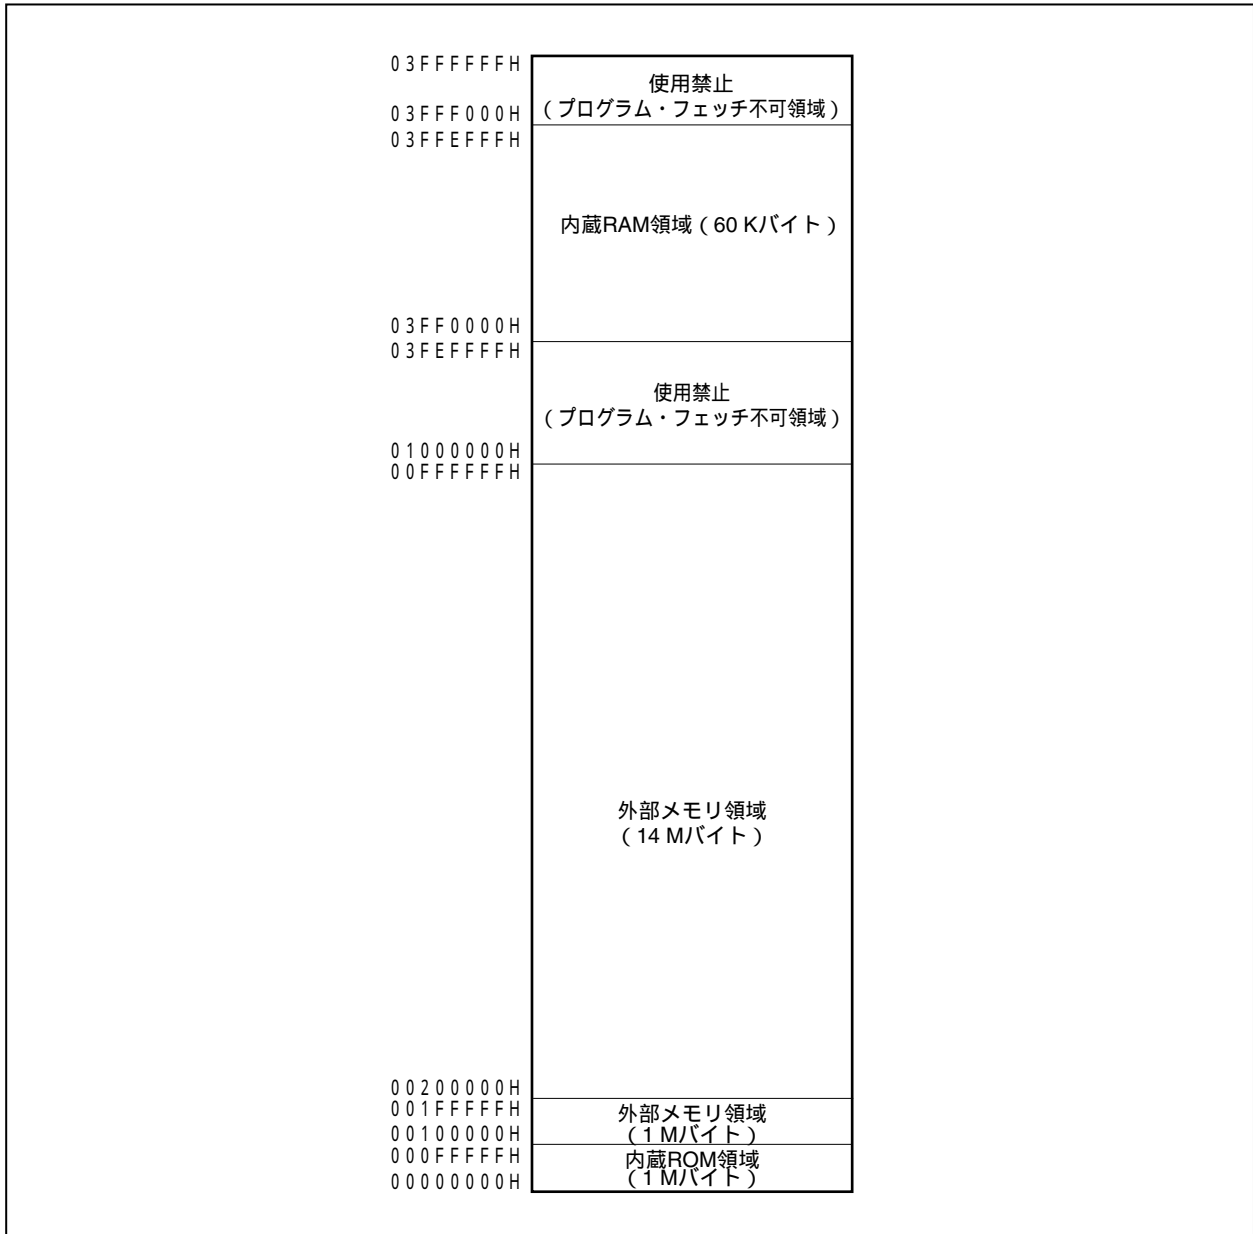 03FFFFFFH
使用禁止
(プログラム・フェッチ不可領域)
03FFF000H
03FFEFFFH
内蔵RAM領域(60 Kバイト)
03FF0000H
03FEFFFFH
使用禁止
(プログラム・フェッチ不可領域)
01000000H
00FFFFFFH
外部メモリ領域
(14 Mバイト)
00200000H
001FFFFFH
外部メモリ領域
(1 Mバイト)
00100000H
000FFFFFH
内蔵ROM領域
(1 Mバイト)
00000000H